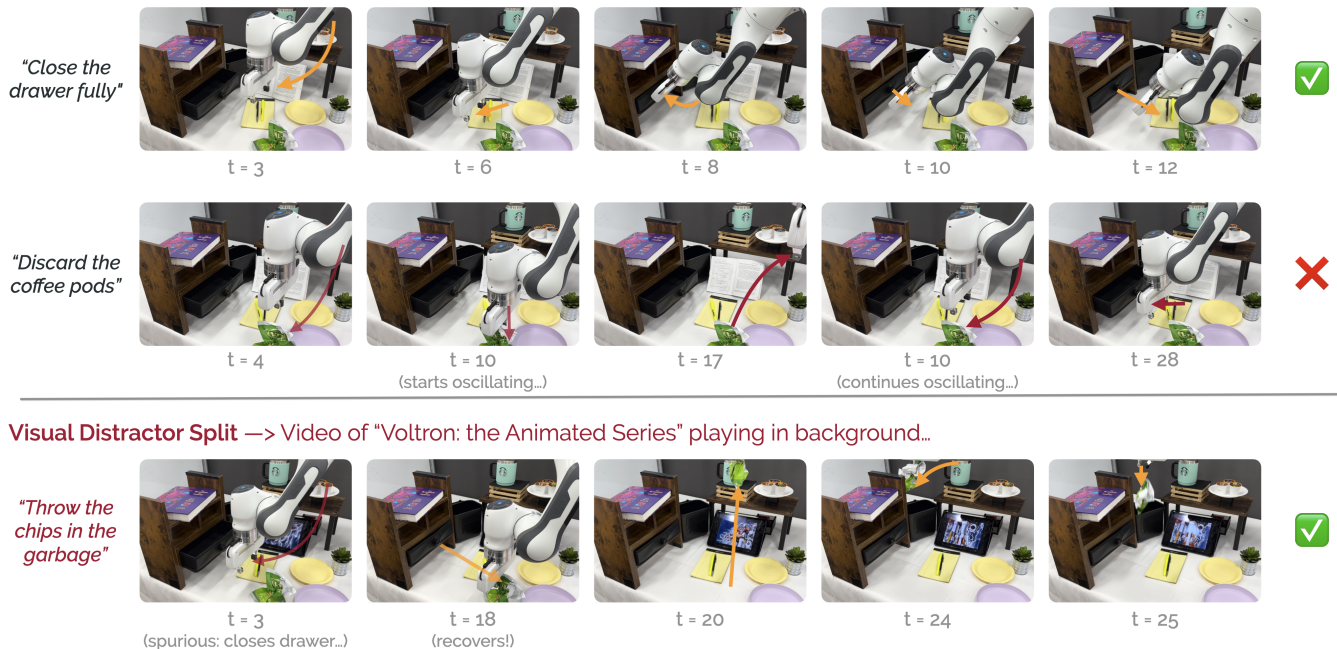 “Close the
drawer fully"
t = 3
t = 6
t = 8
t = 10
t = 12
“Discard the
coffee pods”
t = 4
t = 10
(starts oscillating…)
t = 17
t = 10
(continues oscillating…)
t = 28
Visual Distractor Split —> Video of “Voltron: the Animated Series” playing in background…
“Throw the
chips in the
garbage”
t = 3
(spurious: closes drawer…)
t = 18
(recovers!)
t = 20
t = 24
t = 25